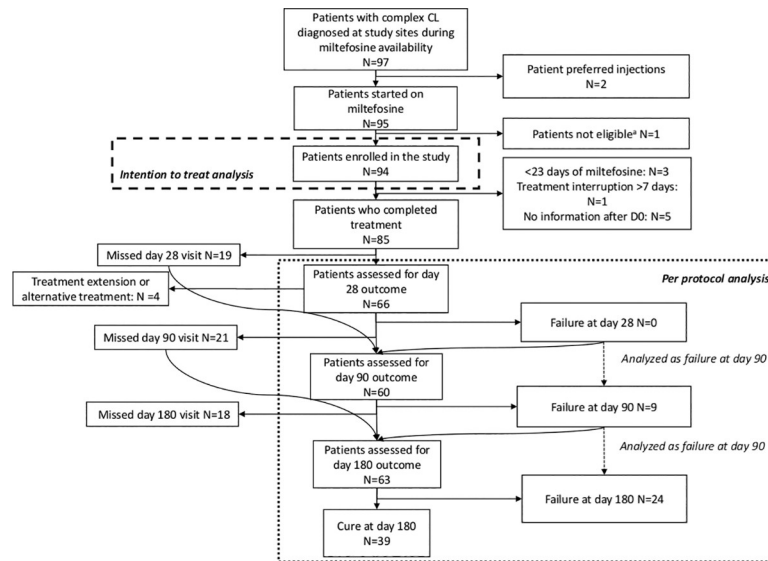 Patients with complex CL
diagnosed at study sites during
miltefosine availability
N=97
Patient preferred injections
N=2
Patients started on
miltefosine
N=95
Patients not eligibleª N=1
Intention to treat analysis
Patients enrolled in the study
N=94
<23 days of miltefosine: N=3
Treatment interruption >7 days:
N=1
No information after D0: N=5
Patients who completed
treatment
N=85
Missed day 28 visit N=19
Per protocol analysis
Patients assessed for day
28 outcome
N=66
Treatment extension or
alternative treatment: N =4
Failure at day 28 N=0
Missed day 90 visit N=21
Analyzed as failure at day 90
Patients assessed for
day 90 outcome
N=60
Failure at day 90 N=9
Missed day 180 visit N=18
Analyzed as failure at day 90
Patients assessed for
day 180 outcome
N=63
Failure at day 180 N=24
Cure at day 180
N=39